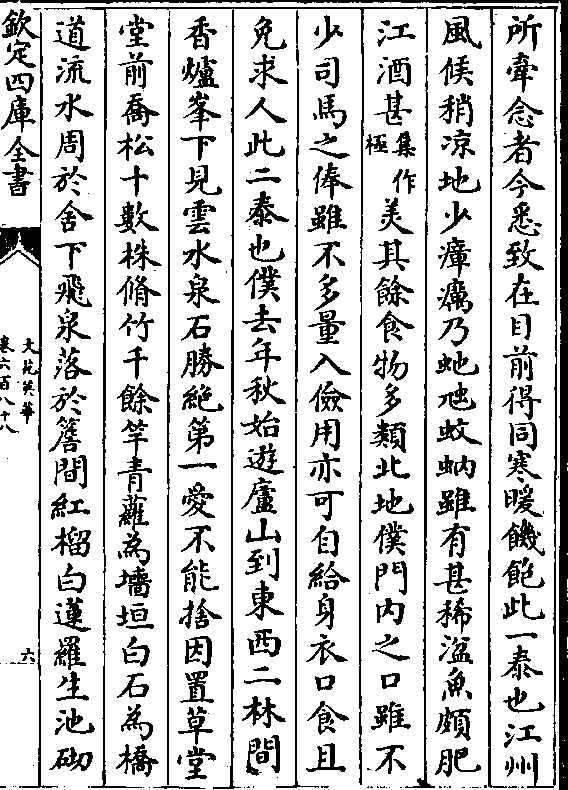 所牽念者今悉致在目前得同寒暖饑飽此一泰也江州
風候稍凉地少瘴癘乃虵虺蚊蚋雖有甚稀湓魚頗肥
江酒甚集作極美其餘食物多類北地僕門内之口雖不
少司馬之俸雖不多量入儉用亦可自給身衣口食且
免求人此二泰也僕去年秋始遊廬山到東西二林間
香爐峯下見雲水泉石勝絶第一愛不能捨因置草堂
堂前喬松十數株脩竹千餘竿青蘿為墻垣白石為橋
道流水周於舍下飛泉落於簷間紅榴白蓮羅生池砌
欽定四庫全書
文苑英華
卷六百八十八
六